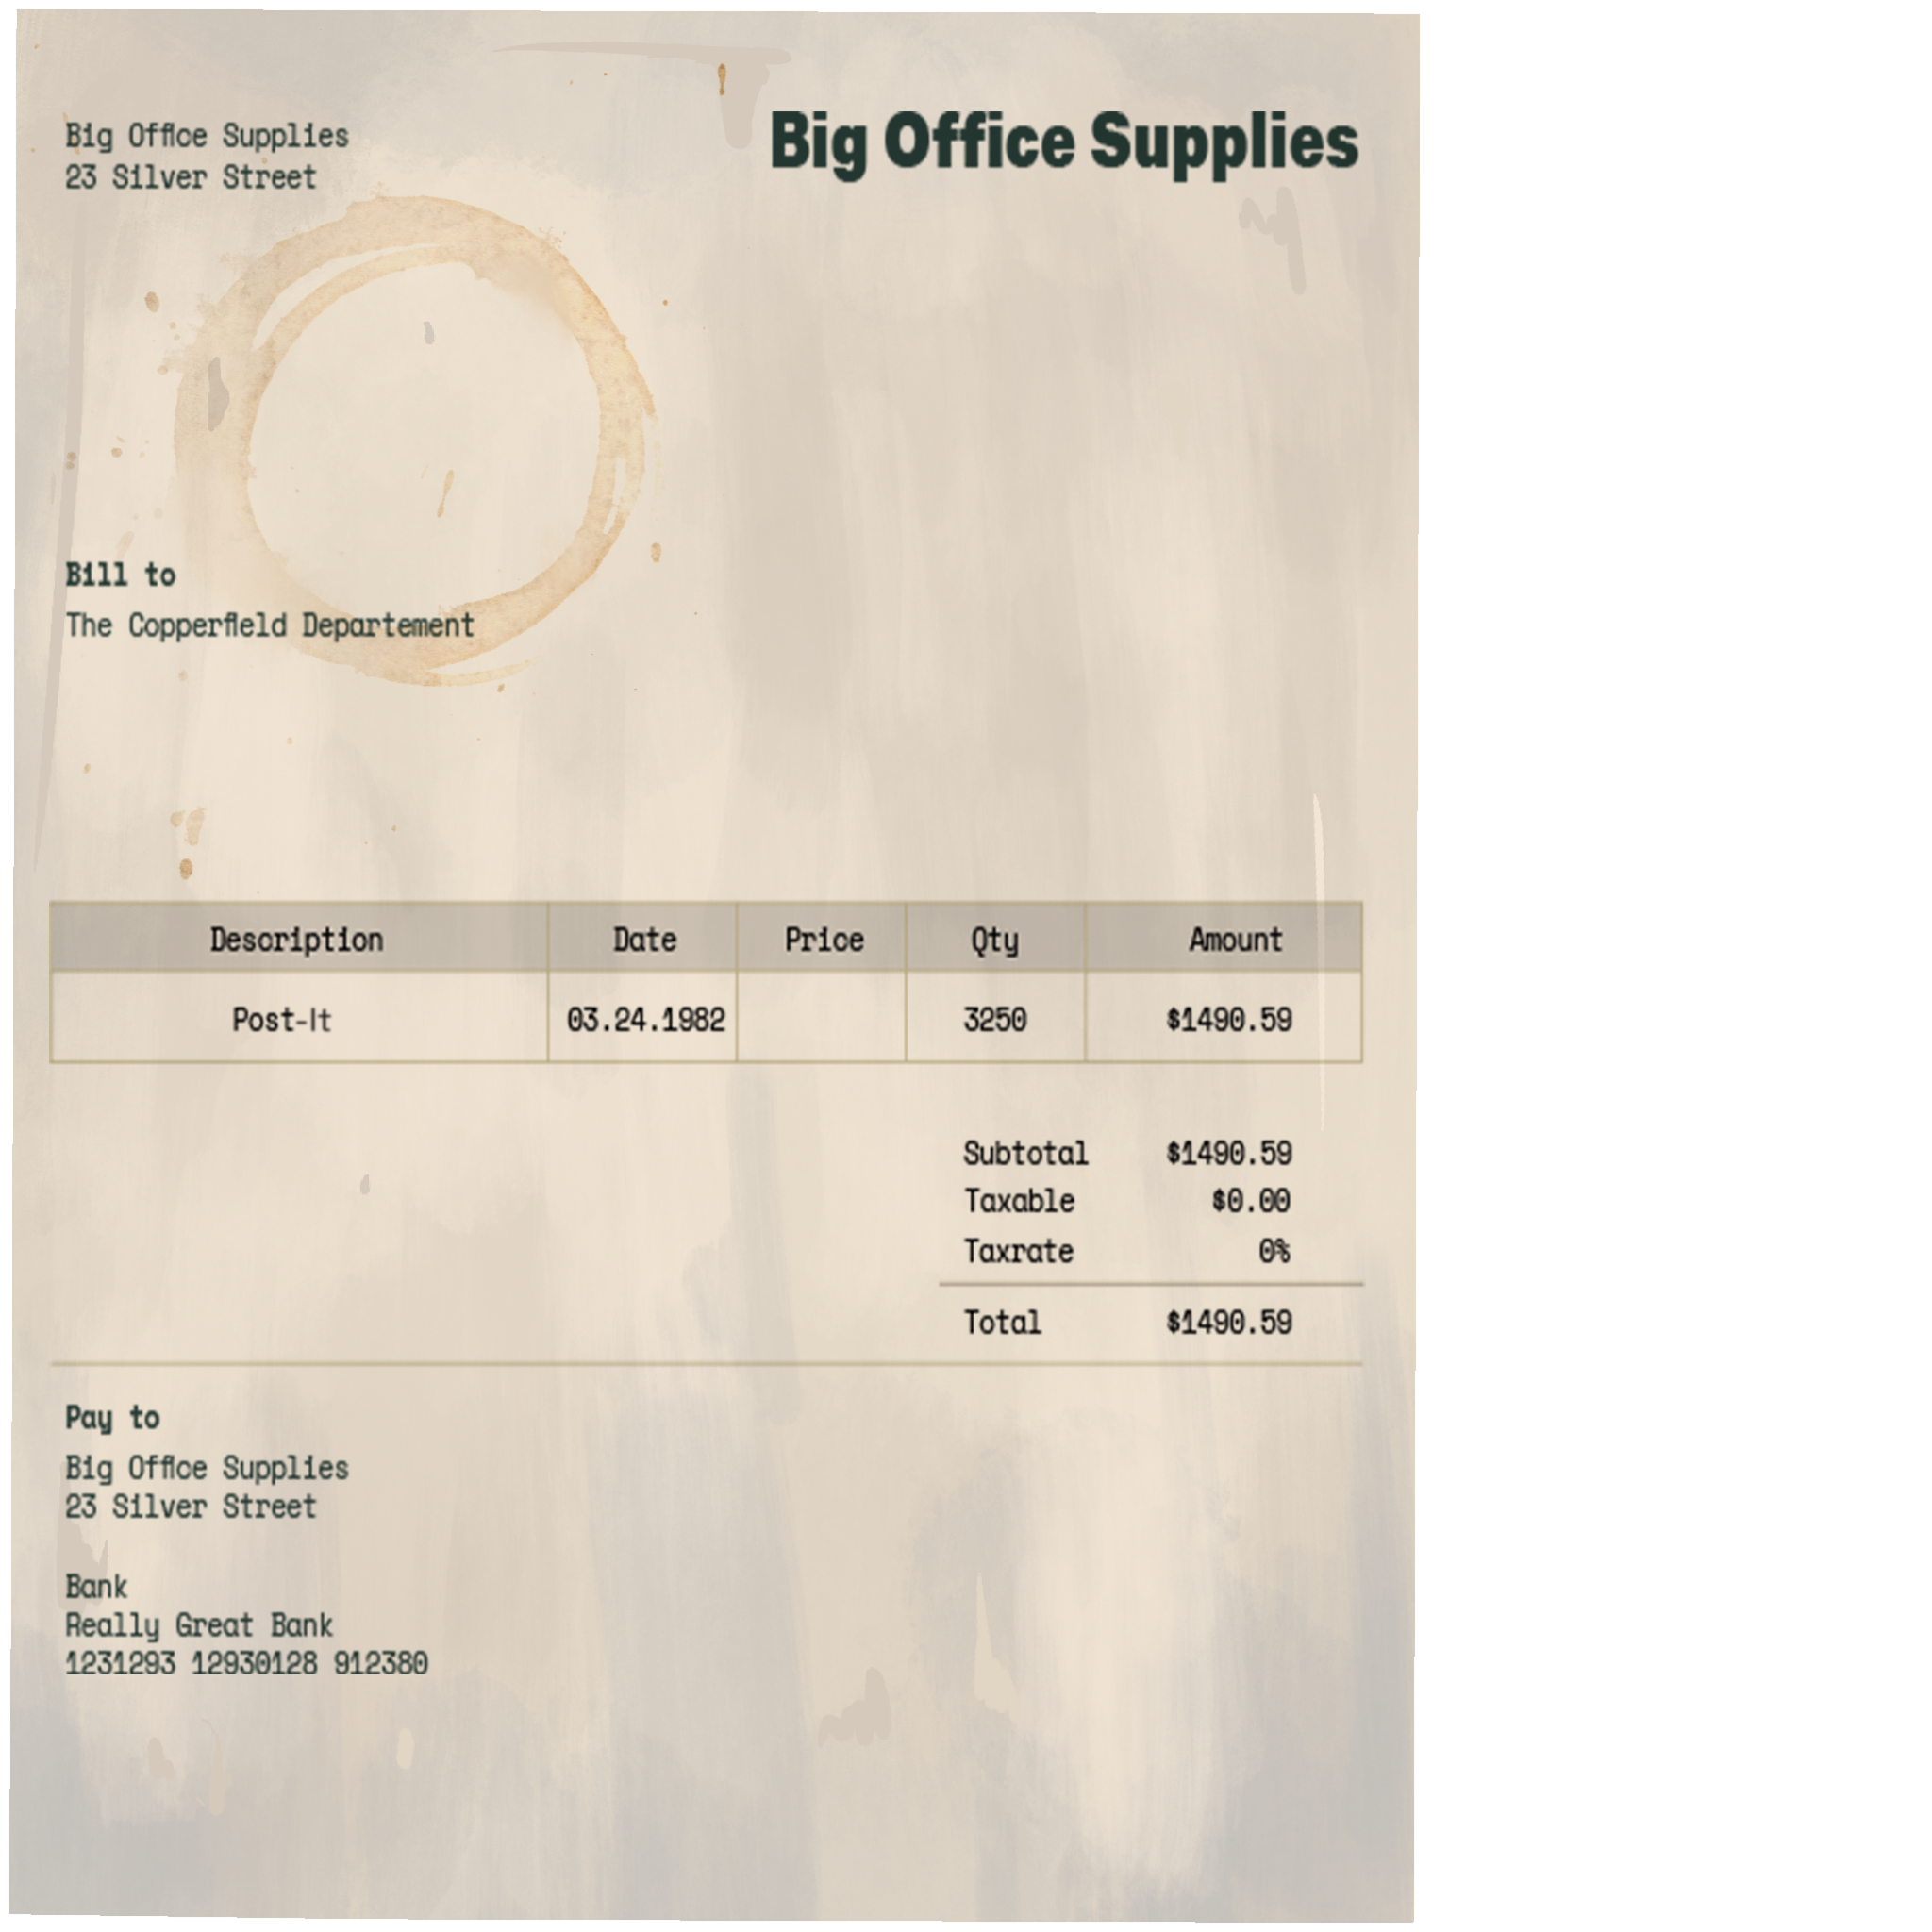 Big Office Supplies
23 Silver Street
Big Office Supplies
Bill to
The Copperfield Departement
Description Date Price Qty Amount
Post-It 03.24.1982 3250 $1490.59
Subtotal $1490.59
Taxable $0.00
Taxrate 0%
Total $1490.59
Pay to
Big Office Supplies
23 Silver Street
Bank
Really Great Bank
1231293 12930128 912380